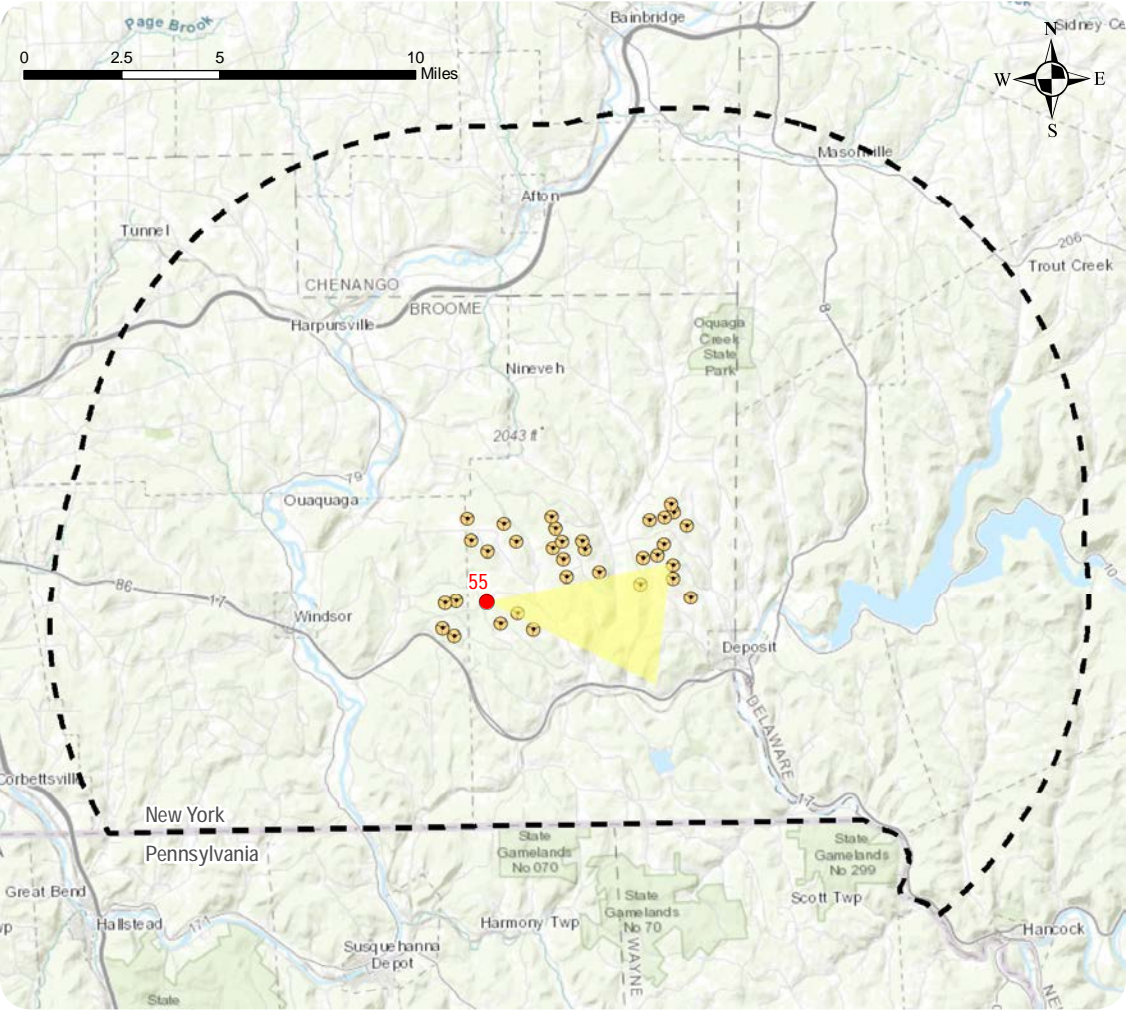 Page Brook
Bainbridge
Sidney Ce
N
0 2.5 5 10
Miles
W E
S
Masonville
Afton
Tunnel
206
Trout Creek
CHENANGO
BROOME
8
Harpursville
Oquaga
Creek
State
Park
Nineveh
2043 ft
79
Ouaquaga
10
55
86
17
Windsor
Deposit
DELAWARE
Corbettsville
17
New York
Pennsylvania
State
Gamelands
No 070
State
Gamelands
No 299
Great Bend
State
Gamelands
No 70
Scott Twp
wp
Hallstead
171
Harmony Twp
Hancock
Susquehanna
Depot
WAYNE
NE
State